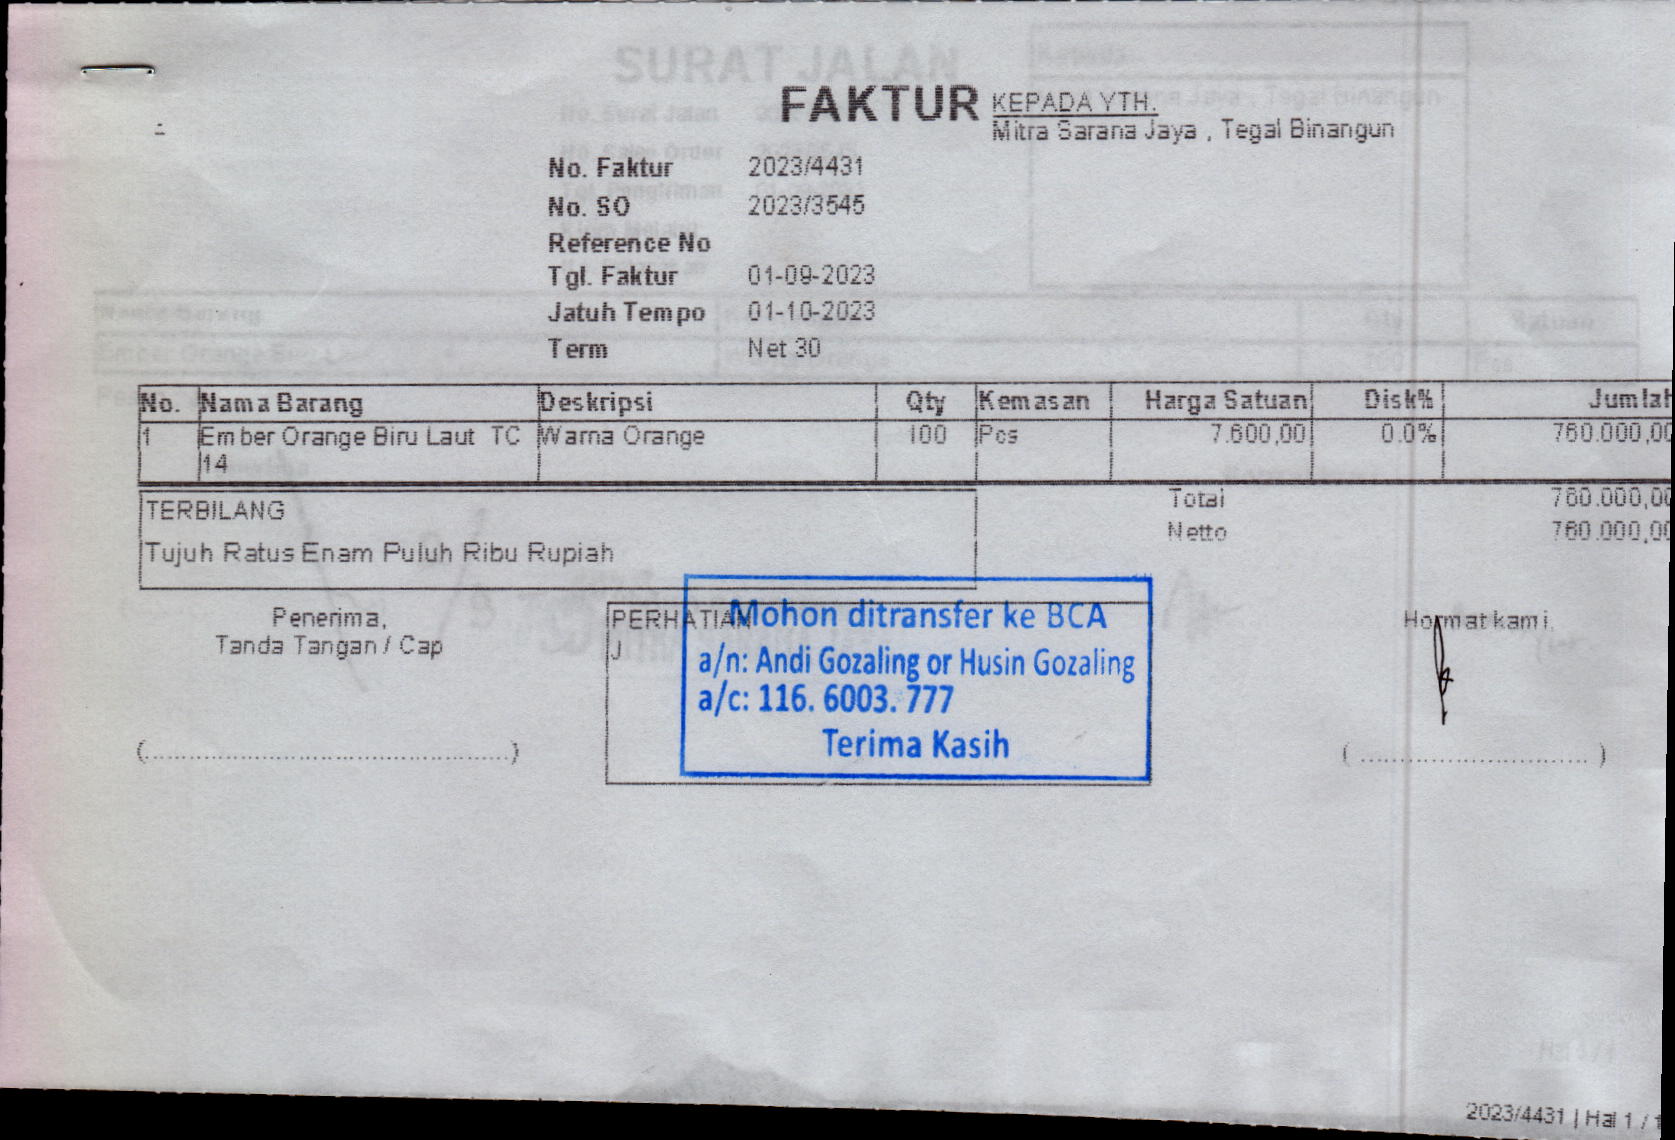 FAKTUR
KEPADA YTH.
Mitra Sarana Jaya , Tegal Binangun
No. Faktur 2023/4431
No. SO 2023/3545
Reference No
Tgl. Faktur 01-09-2023
Jatuh Tempo 01-10-2023
Term Net 30
No. Nama Barang Deskripsi Qty Kemasan Harga Satuan Disk% Jumlah
1 Ember Orange Biru Laut TC Warna Orange 100 Pcs 7.600,00 0.0% 760.000,00
14
Total 760.000,00
TERBILANG
Netto 760.000,00
Tujuh Ratus Enam Puluh Ribu Rupiah
Penerima,
Tanda Tangan / Cap
PERHATIAN
J
Mohon ditransfer ke BCA
a/n: Andi Gozaling or Husin Gozaling
a/c: 116. 6003. 777
Terima Kasih
Hormat kami,
(................................................)
( .............................. )
2023/4431 | Hal 1 / 1
SURAT JALAN